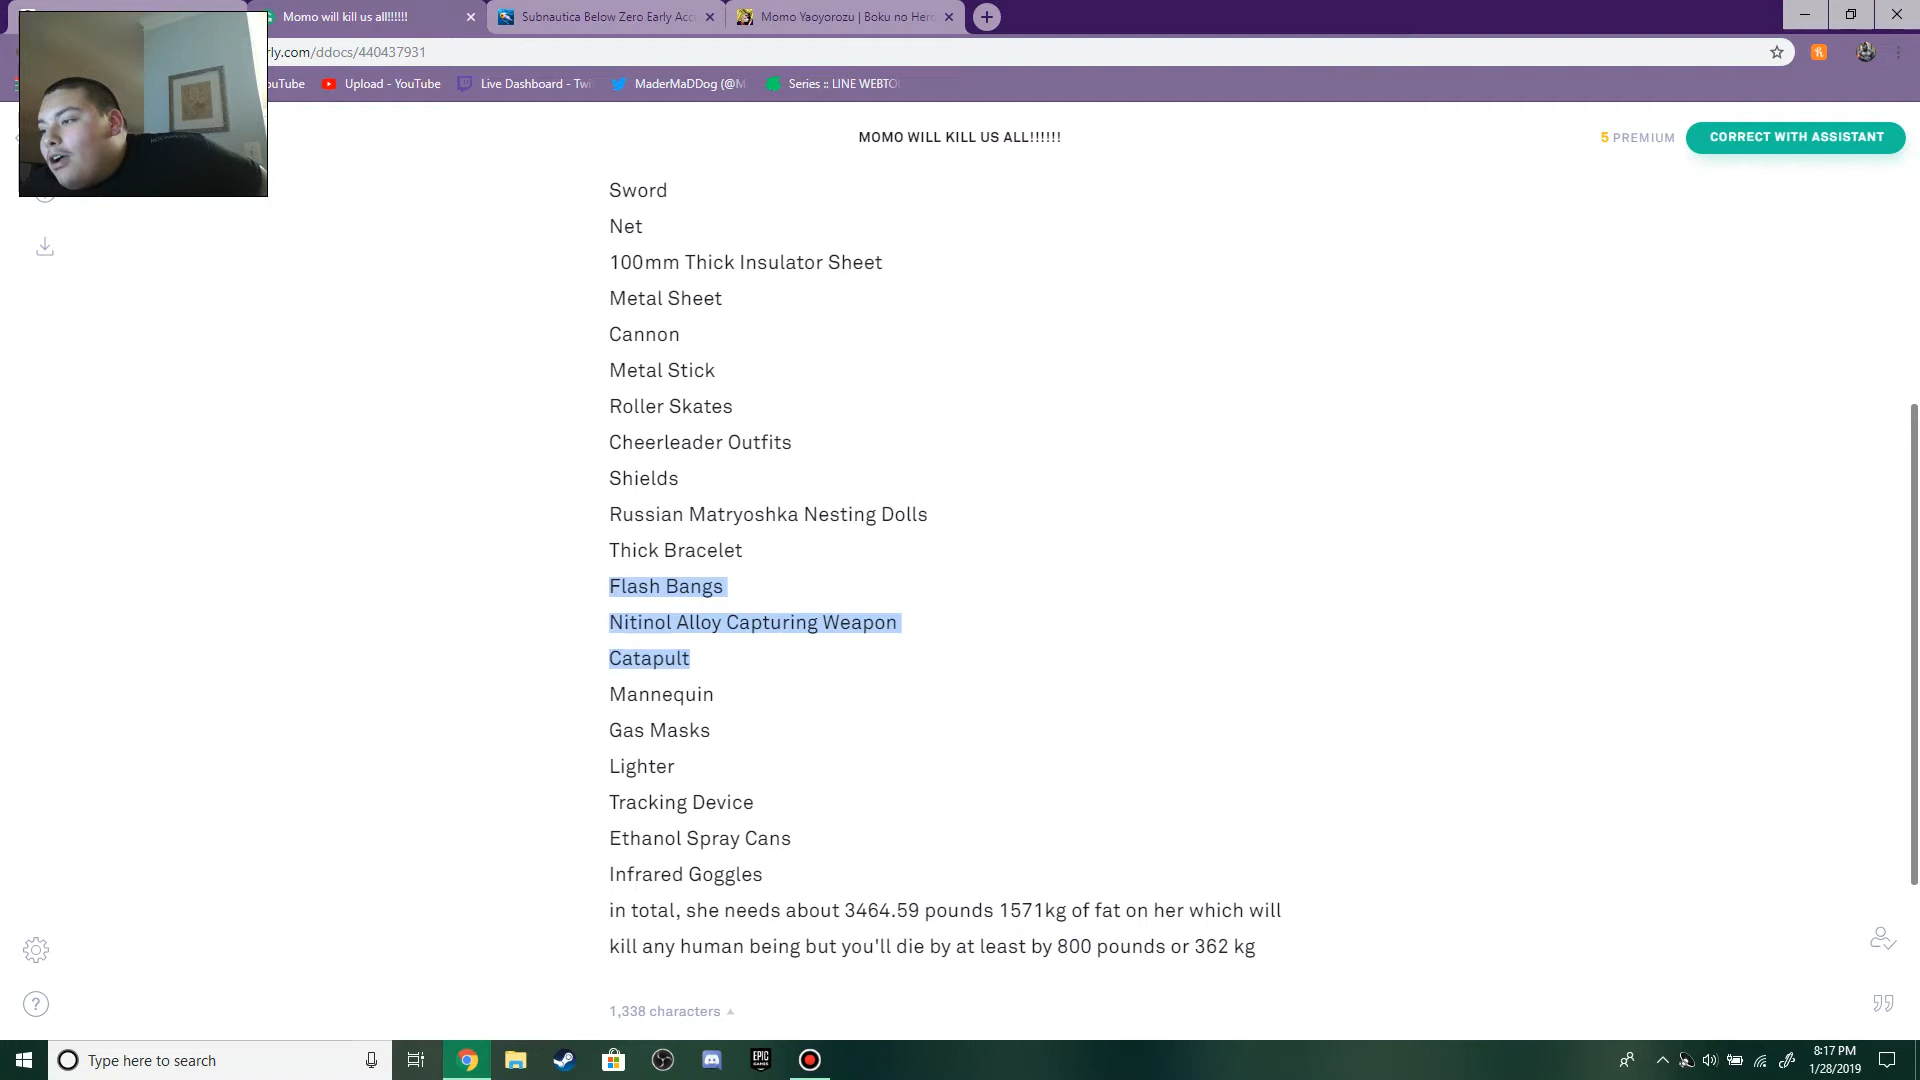 Momo will kill us all!!!!!!
Subnautica Below Zero Early Acc
Momo Yaoyorozu | Boku no Hero
rly.com/ddocs/440437931
ouTube
Upload - YouTube
Live Dashboard - Twi
MaderMaDDog (@M
Series :: LINE WEBTO
MOMO WILL KILL US ALL!!!!!!
5 PREMIUM
CORRECT WITH ASSISTANT
Sword
Net
100mm Thick Insulator Sheet
Metal Sheet
Cannon
Metal Stick
Roller Skates
Cheerleader Outfits
Shields
Russian Matryoshka Nesting Dolls
Thick Bracelet
Flash Bangs
Nitinol Alloy Capturing Weapon
Catapult
Mannequin
Gas Masks
Lighter
Tracking Device
Ethanol Spray Cans
Infrared Goggles
in total, she needs about 3464.59 pounds 1571kg of fat on her which will
kill any human being but you'll die by at least by 800 pounds or 362 kg
1,338 characters
Type here to search
EPIC
GAMES
8:17 PM
1/28/2019